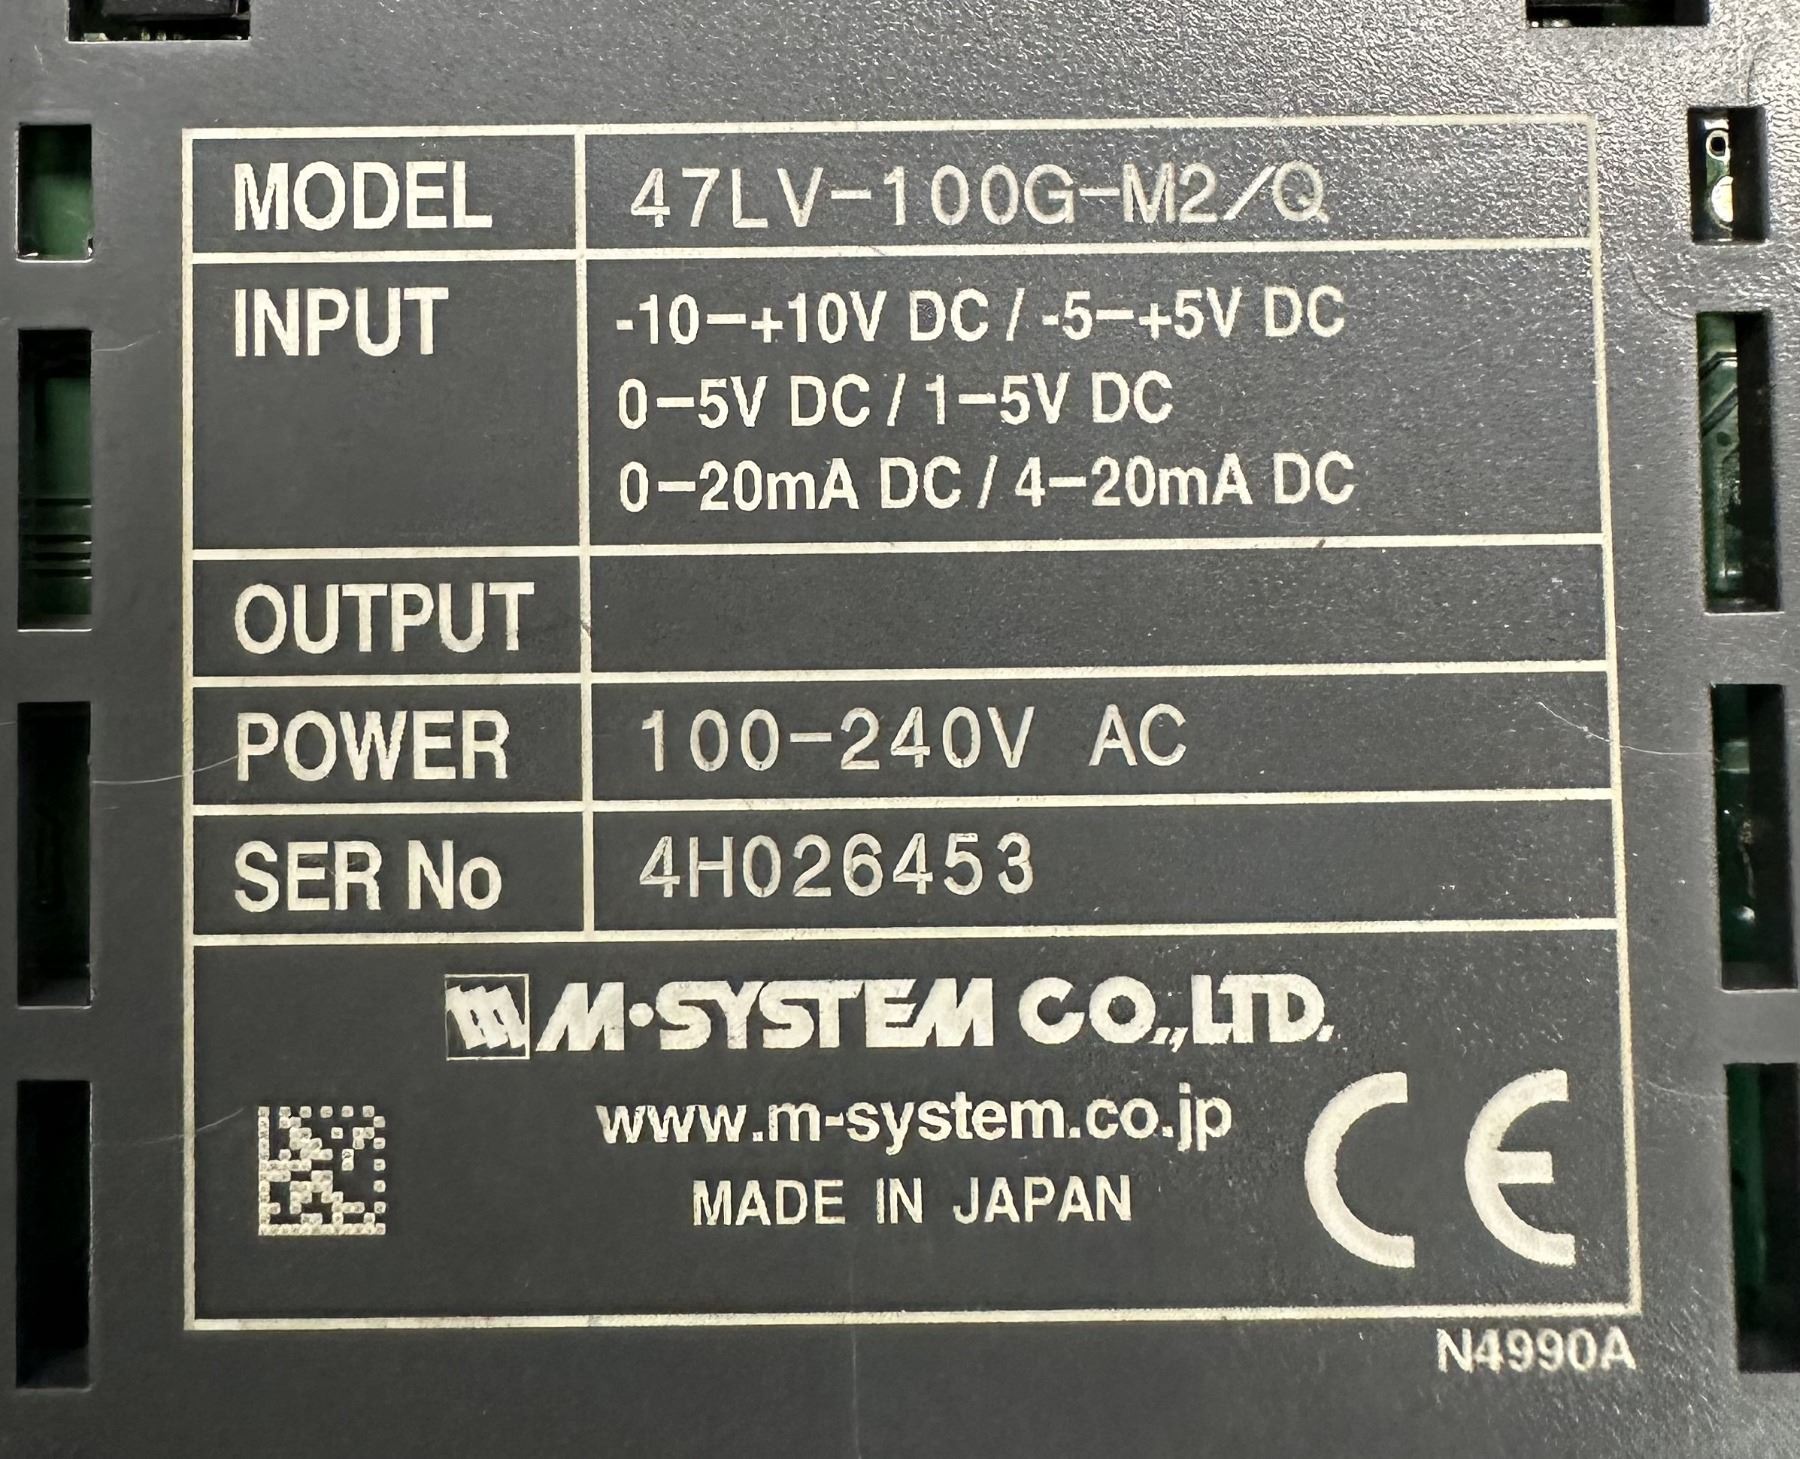 MODEL 47LV-100G-M2/Q
INPUT -10–+10V DC / -5–+5V DC
0–5V DC / 1–5V DC
0–20mA DC / 4–20mA DC
OUTPUT
POWER 100-240V AC
SER No 4H026453
M·SYSTEM CO.,LTD.
www.m-system.co.jp
MADE IN JAPAN
CE
N4990A